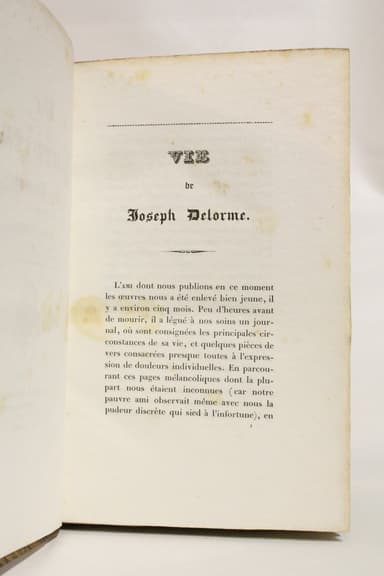 VIE
de
Joseph Delorme.
L'AMI dont nous publions en ce moment
les œuvres nous a été enlevé bien jeune, il
y a environ cinq mois. Peu d'heures avant
de mourir, il a légué à nos soins un jour-
nal, où sont consignées les principales cir-
constances de sa vie, et quelques pièces de
vers consacrées presque toutes à l'expres-
sion de douleurs individuelles. En parcou-
rant ces pages mélancoliques dont la plu-
part nous étaient inconnues (car notre
pauvre ami observait même avec nous la
pudeur discrète qui sied à l'infortune), en